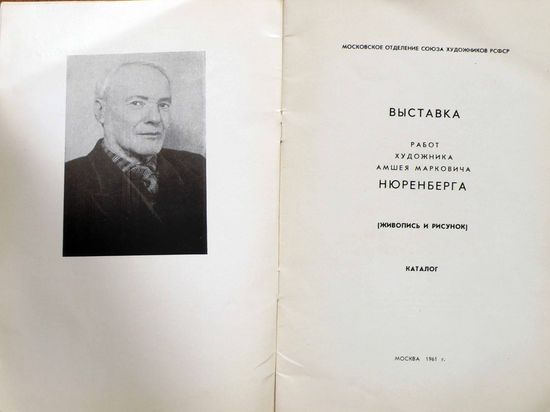 МОСКОВСКОЕ ОТДЕЛЕНИЕ СОЮЗА ХУДОЖНИКОВ РСФСР
ВЫСТАВКА
РАБОТ
ХУДОЖНИКА
АМШЕЯ МАРКОВИЧА
НЮРЕНБЕРГА
(ЖИВОПИСЬ И РИСУНОК)
КАТАЛОГ
МОСКВА 1961 г.